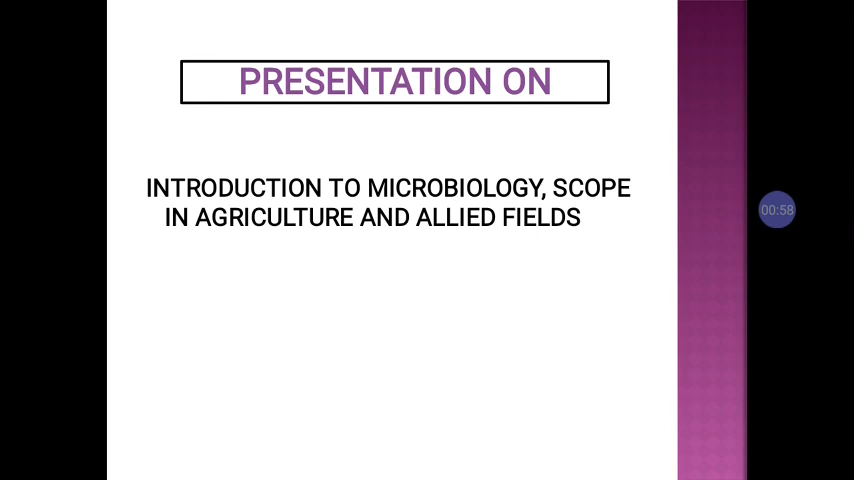 PRESENTATION ON
INTRODUCTION TO MICROBIOLOGY, SCOPE
IN AGRICULTURE AND ALLIED FIELDS
00:58